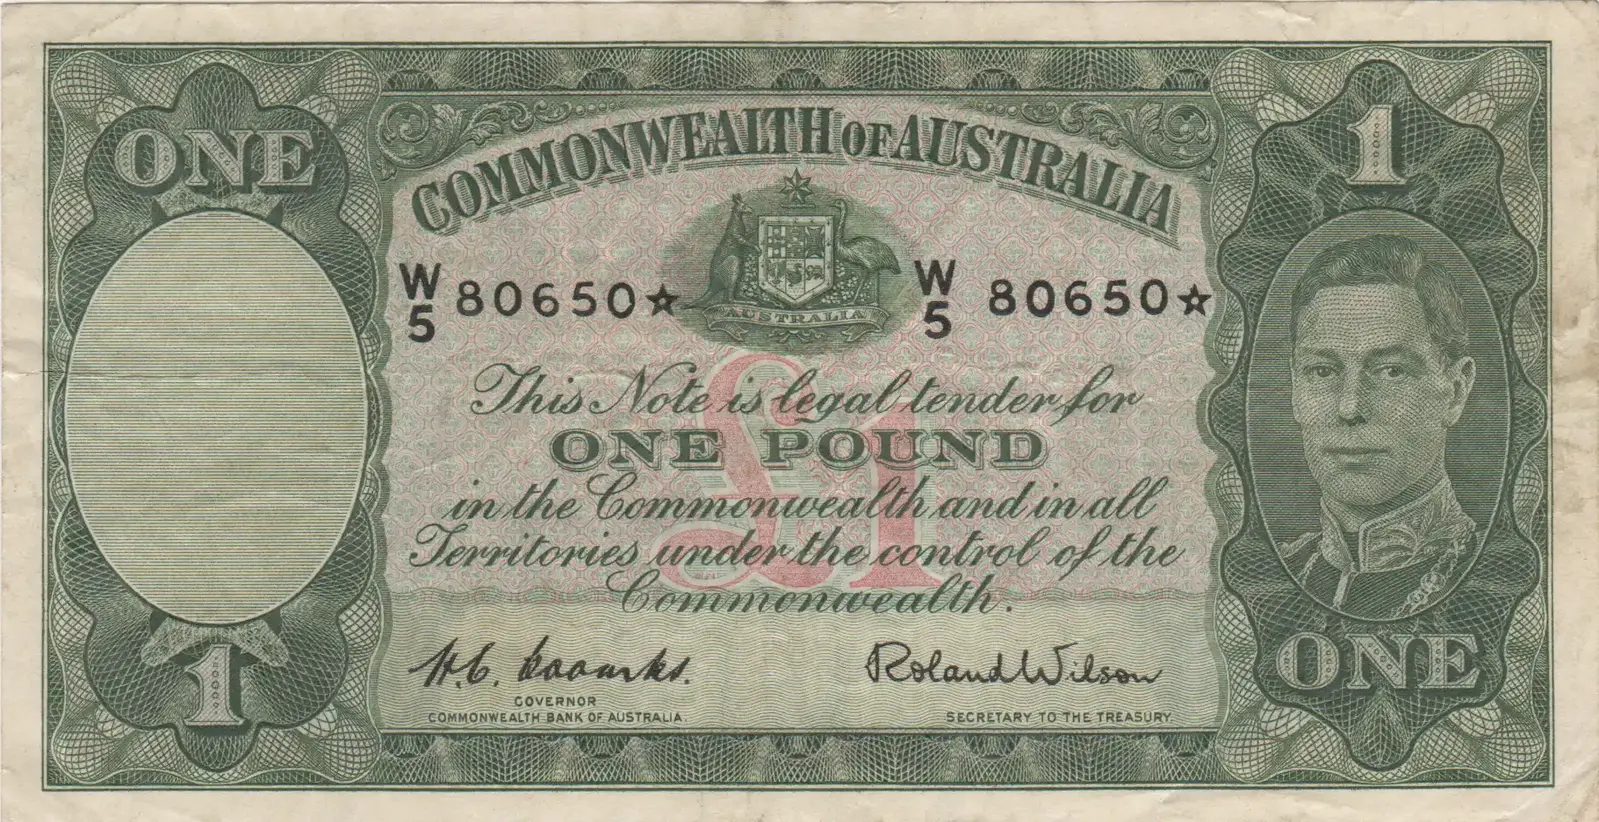 ONE
1
COMMONWEALTH OF AUSTRALIA
AUSTRALIA
W/5 80650☆
W/5 80650☆
This Note is legal tender for
ONE POUND
in the Commonwealth and in all
Territories under the control of the
Commonwealth.
£1
H.C. Coombs.
GOVERNOR
COMMONWEALTH BANK OF AUSTRALIA.
Roland Wilson
SECRETARY TO THE TREASURY.
1
ONE